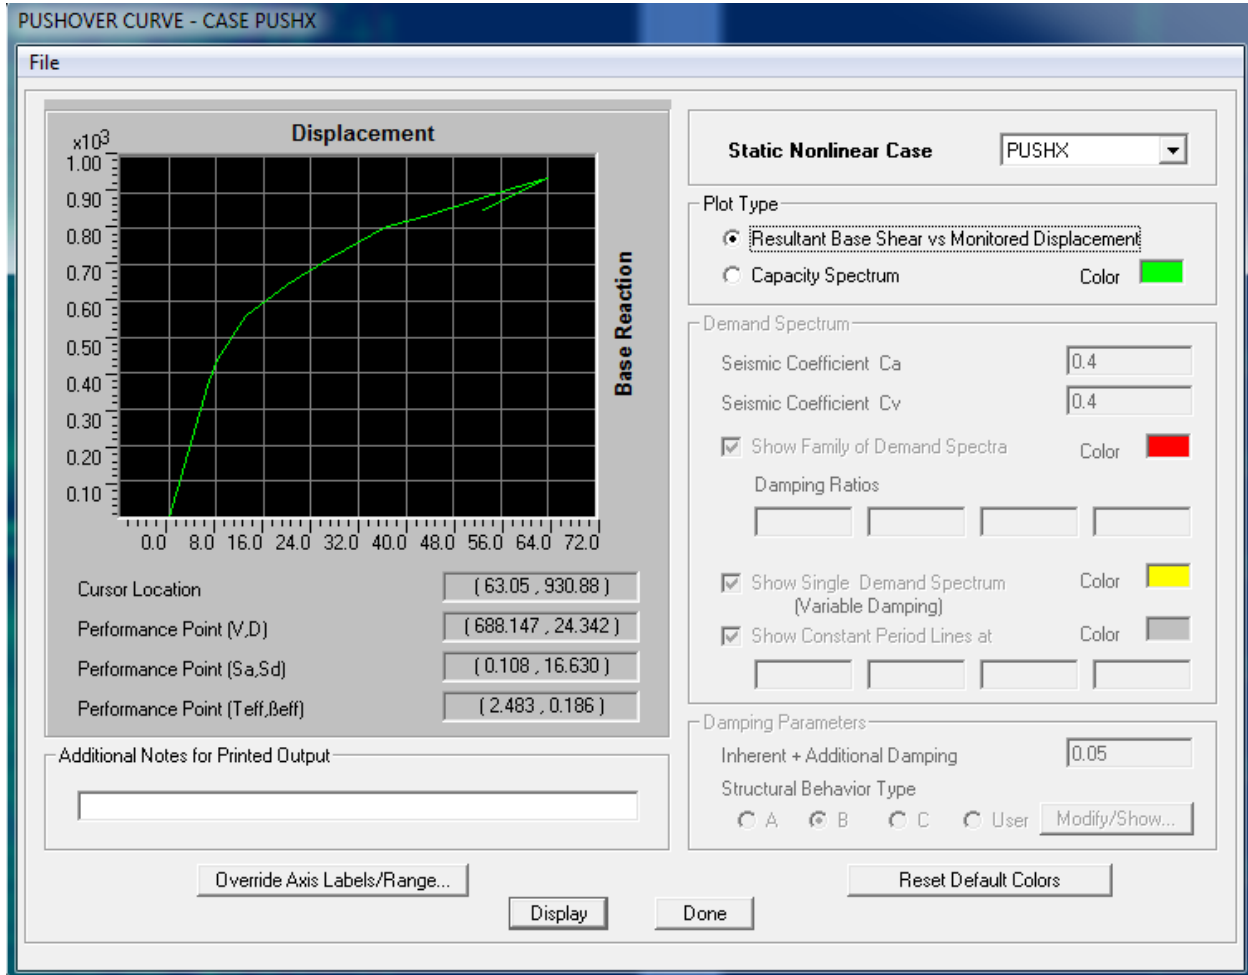 PUSHOVER CURVE - CASE PUSHX
File
Displacement
x10³
1.00
0.90
0.80
0.70
0.60
0.50
0.40
0.30
0.20
0.10
Base Reaction
0.0 8.0 16.0 24.0 32.0 40.0 48.0 56.0 64.0 72.0
Cursor Location ( 63.05 , 930.88 )
Performance Point (V,D) ( 688.147 , 24.342 )
Performance Point (Sa,Sd) ( 0.108 , 16.630 )
Performance Point (Teff,ßeff) ( 2.483 , 0.186 )
Additional Notes for Printed Output
Static Nonlinear Case PUSHX
Plot Type
Resultant Base Shear vs Monitored Displacement
Capacity Spectrum Color
Demand Spectrum
Seismic Coefficient Ca 0.4
Seismic Coefficient Cv 0.4
Show Family of Demand Spectra Color
Damping Ratios
Show Single Demand Spectrum Color
(Variable Damping)
Show Constant Period Lines at Color
Damping Parameters
Inherent + Additional Damping 0.05
Structural Behavior Type
A B C User Modify/Show...
Override Axis Labels/Range... Reset Default Colors
Display Done